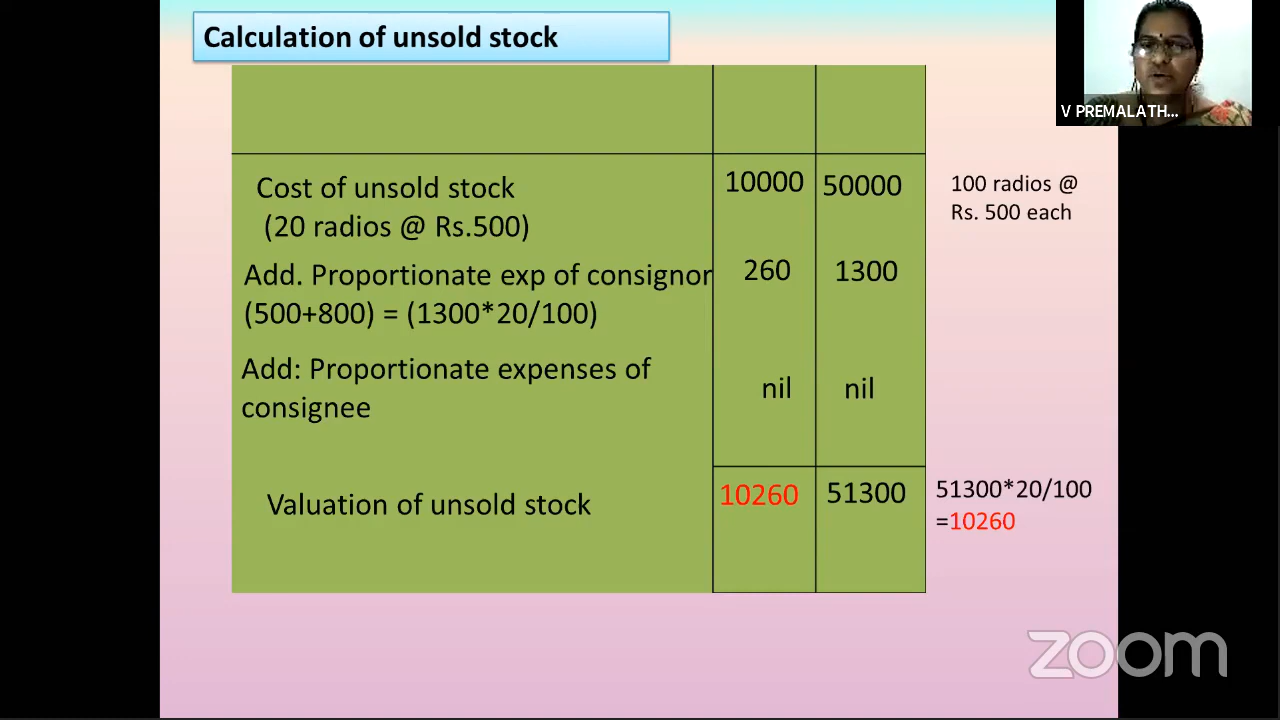 Calculation of unsold stock
V PREMALATH...
Cost of unsold stock
(20 radios @ Rs.500)
10000
50000
100 radios @
Rs. 500 each
Add. Proportionate exp of consignor
(500+800) = (1300*20/100)
260
1300
Add: Proportionate expenses of
consignee
nil
nil
Valuation of unsold stock
10260
51300
51300*20/100
=10260
zoom